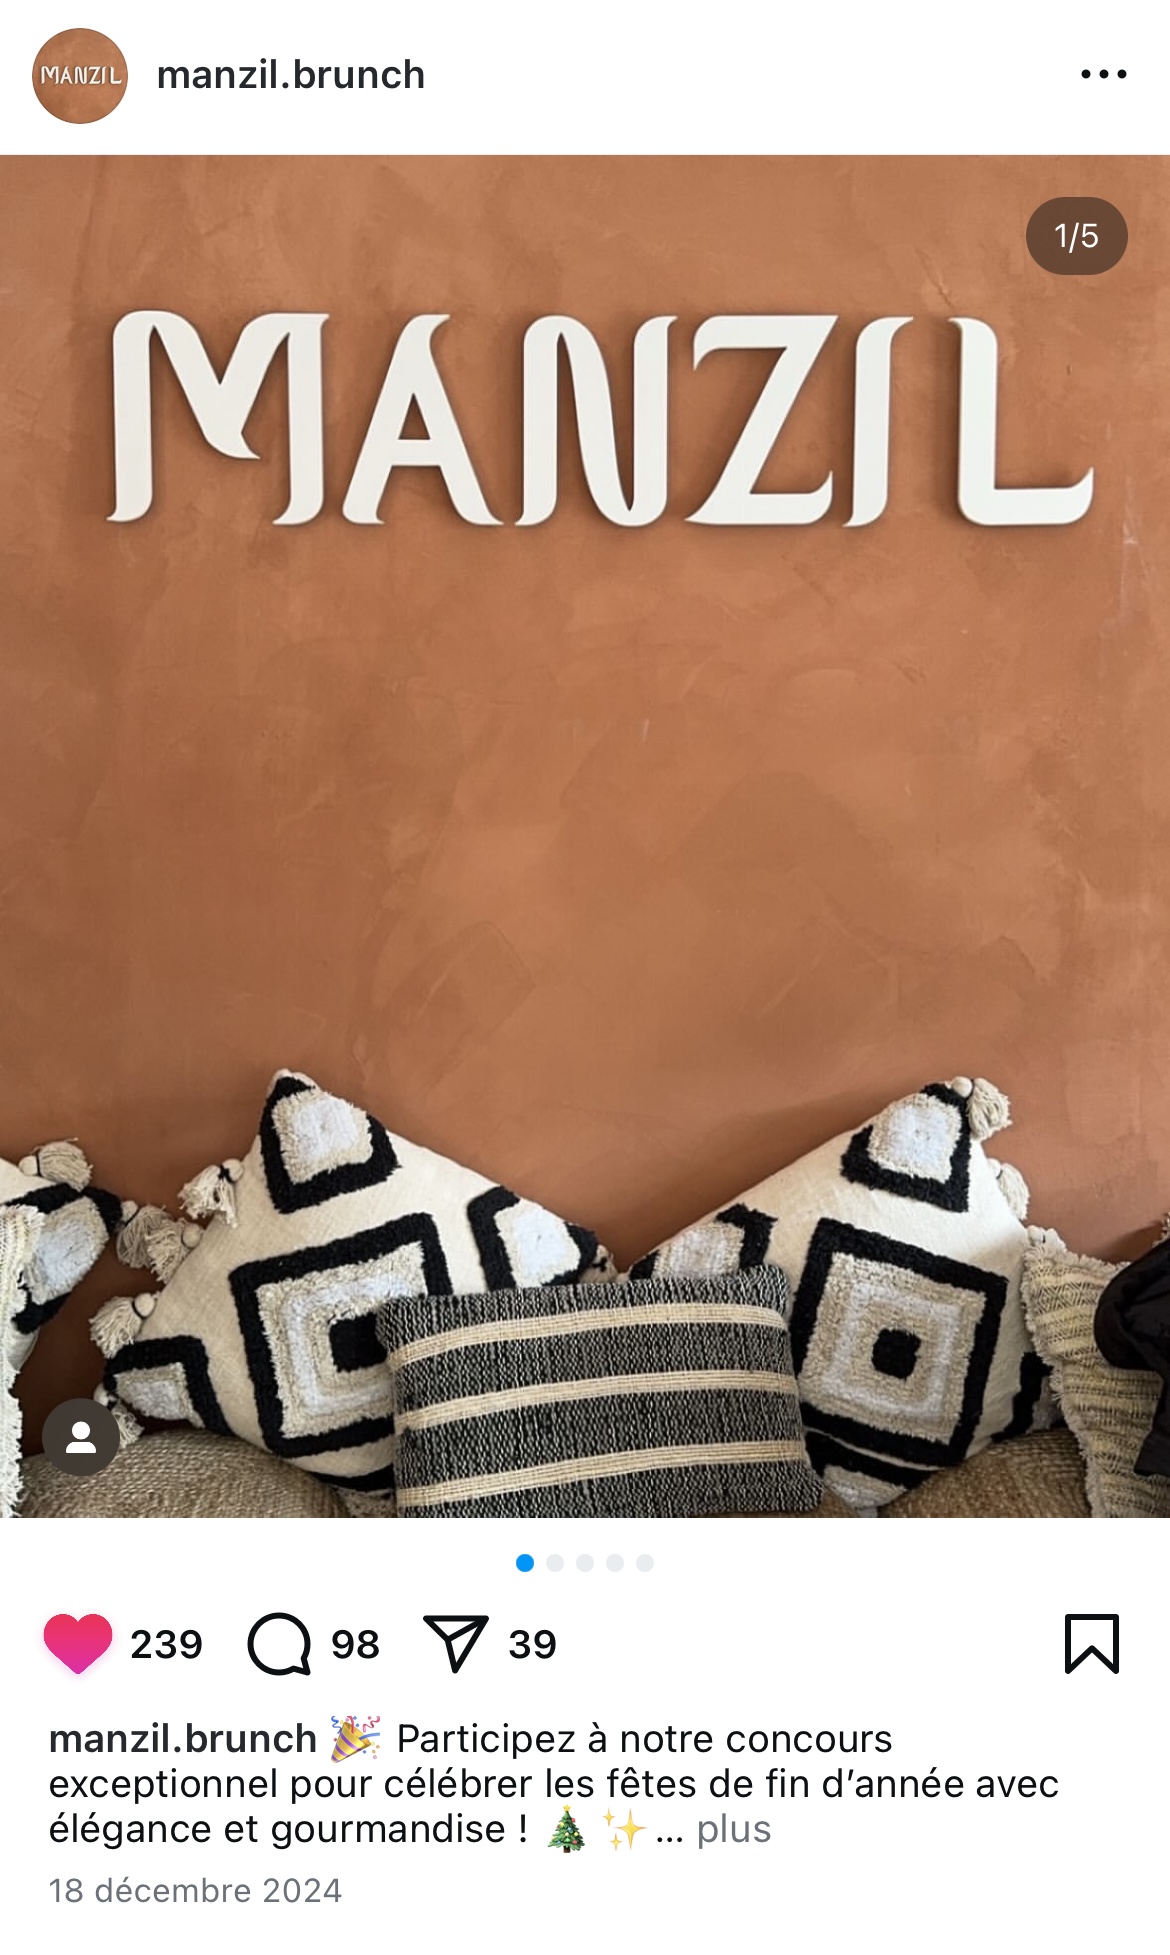 MANZIL
manzil.brunch
1/5
MANZIL
239
98
39
manzil.brunch 🎉 Participez à notre concours
exceptionnel pour célébrer les fêtes de fin d’année avec
élégance et gourmandise ! 🎄 ✨... plus
18 décembre 2024